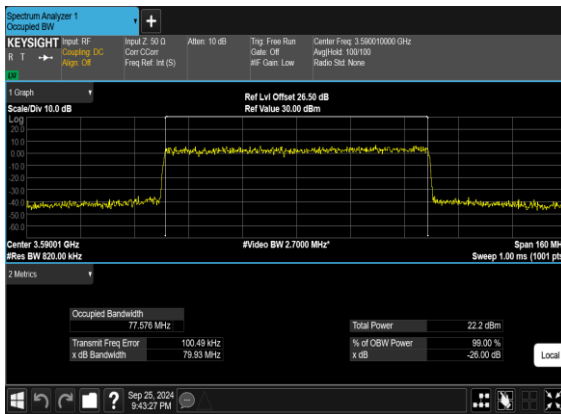 Spectrum Analyzer 1
Occupied BW
KEYSIGHT
R T
LXI
Input: RF
Coupling: DC
Align: Off
Input Z: 50 Ω
Corr CCorr
Freq Ref: Int (S)
Atten: 10 dB
Trig: Free Run
Gate: Off
#IF Gain: Low
Center Freq: 3.590010000 GHz
Avg|Hold: 100/100
Radio Std: None
1 Graph
Scale/Div 10.0 dB
Ref Lvl Offset 26.50 dB
Ref Value 30.00 dBm
Log
20.0
10.0
0.00
-10.0
-20.0
-30.0
-40.0
-50.0
-60.0
Center 3.59001 GHz
#Res BW 820.00 kHz
#Video BW 2.7000 MHz*
Span 160 MH
Sweep 1.00 ms (1001 pts
2 Metrics
Occupied Bandwidth
77.576 MHz
Transmit Freq Error 100.49 kHz
x dB Bandwidth 79.93 MHz
Total Power 22.2 dBm
% of OBW Power 99.00 %
x dB -26.00 dB
Local
Sep 25, 2024
9:43:27 PM